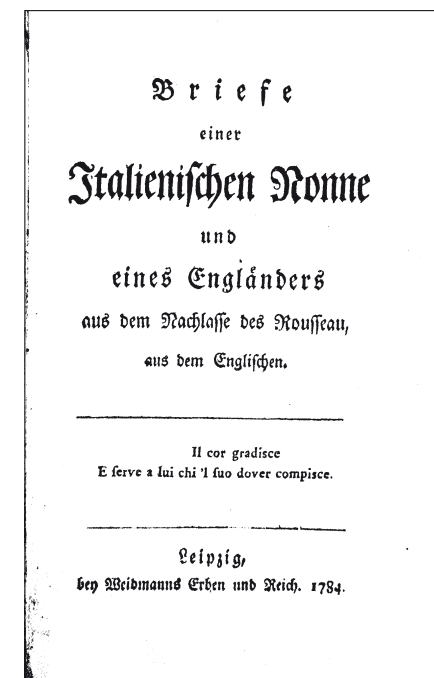 Briefe
einer
Italieniſchen Nonne
und
eines Engländers
aus dem Nachlaſſe des Rouſſeau,
aus dem Engliſchen.
Il cor gradisce
E ſerve a lui chi 'l ſuo dover compisce.
Leipzig,
bey Weidmanns Erben und Reich. 1784.